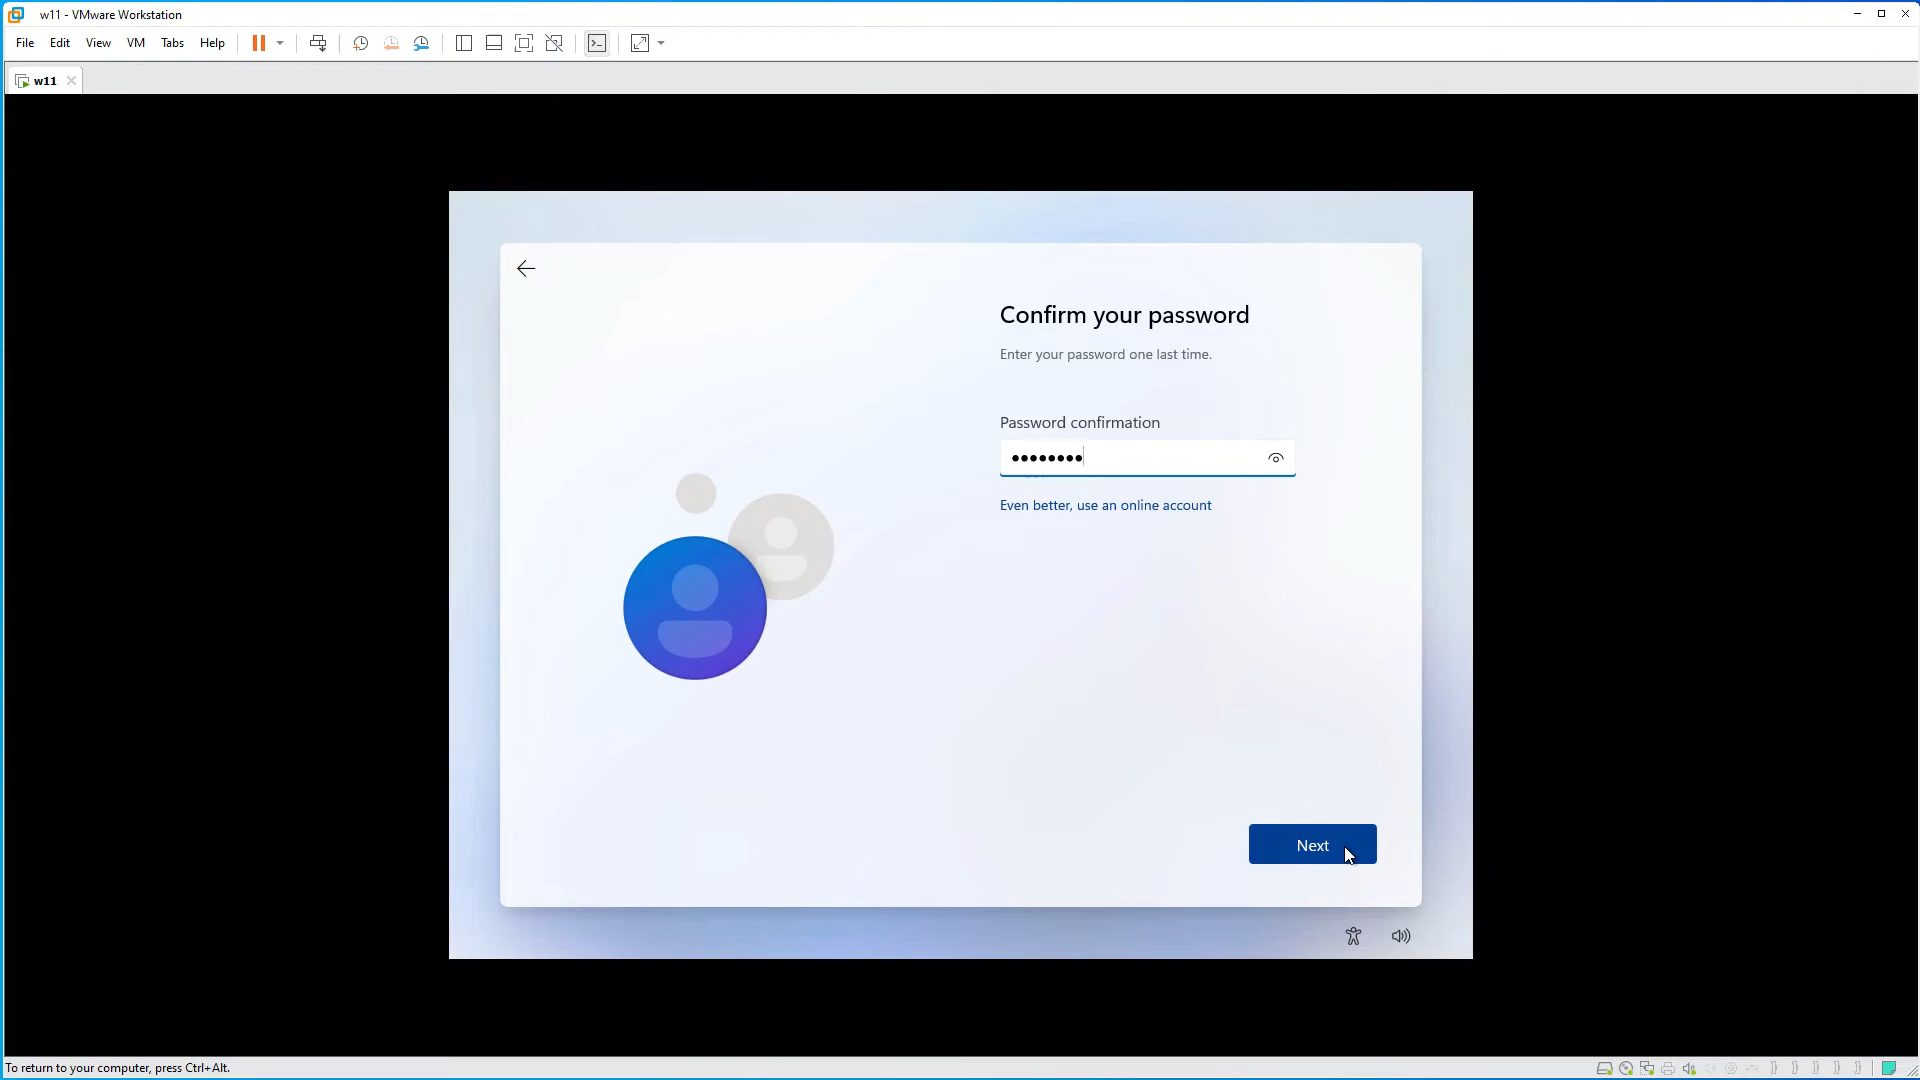 w11 - VMware Workstation
File Edit View VM Tabs Help
w11
Confirm your password
Enter your password one last time.
Password confirmation
••••••••
Even better, use an online account
Next
To return to your computer, press Ctrl+Alt.